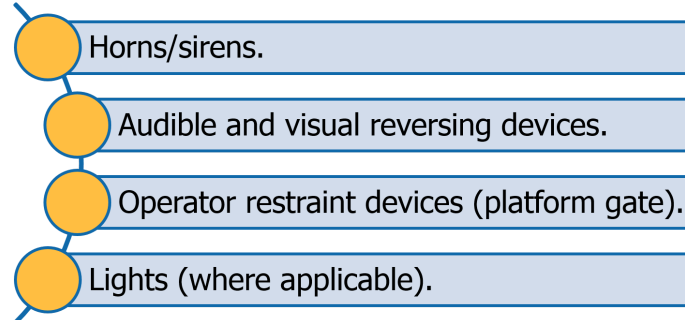 Horns/sirens.
Audible and visual reversing devices.
Operator restraint devices (platform gate).
Lights (where applicable).